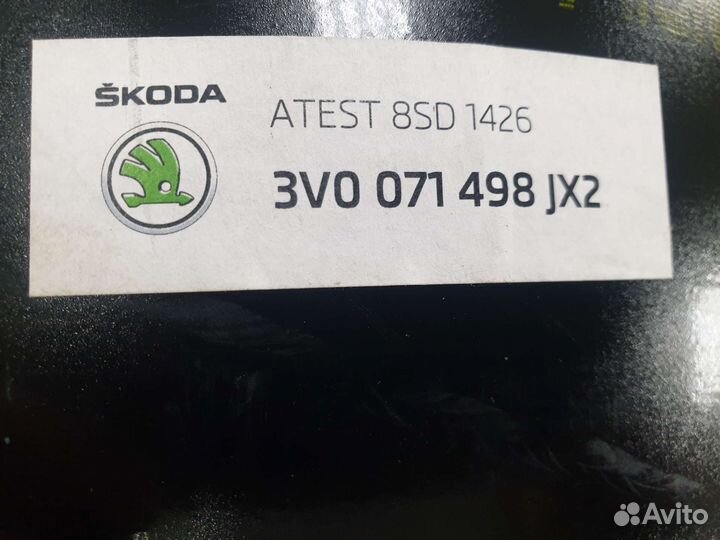 ŠKODA
ATEST 8SD 1426
3V0 071 498 JX2
Avito